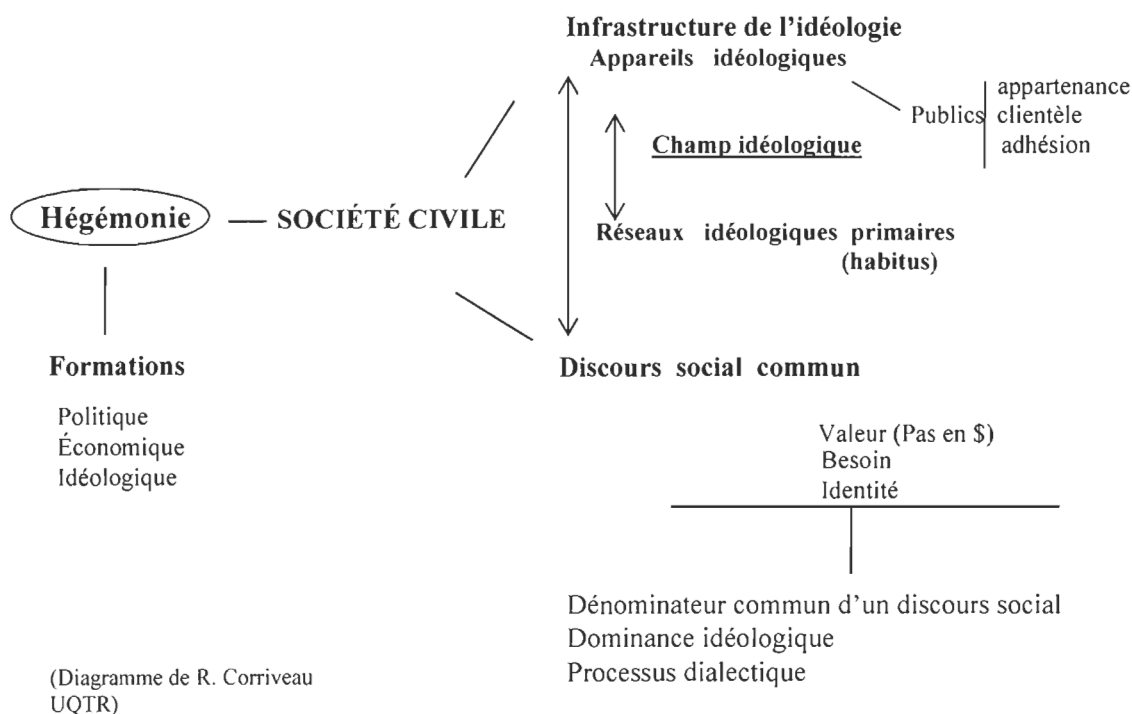 Infrastructure de l'idéologie
Appareils idéologiques
appartenance
Publics clientèle
adhésion
Champ idéologique
Hégémonie — SOCIÉTÉ CIVILE
Réseaux idéologiques primaires
(habitus)
Formations
Discours social commun
Politique
Économique
Idéologique
Valeur (Pas en $)
Besoin
Identité
Dénominateur commun d'un discours social
Dominance idéologique
Processus dialectique
(Diagramme de R. Corriveau
UQTR)